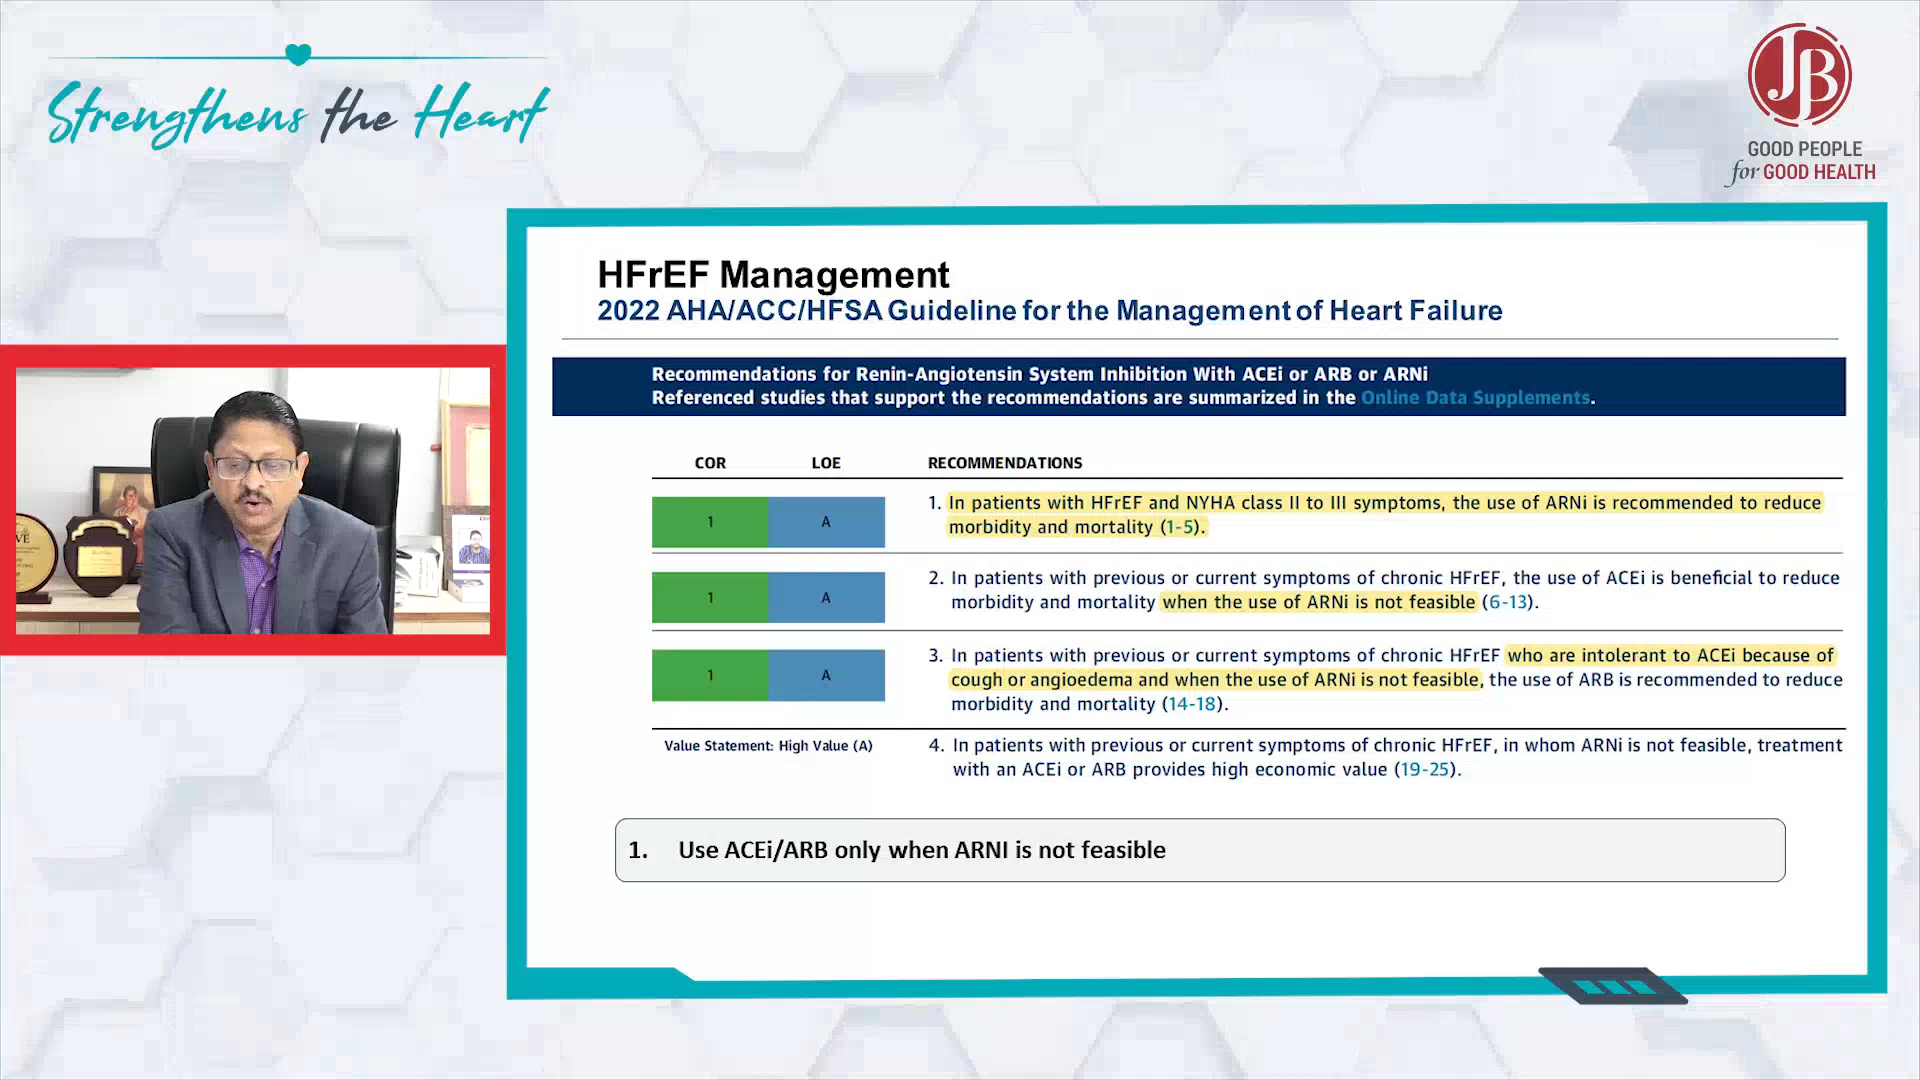 Strengthens the Heart
JB
GOOD PEOPLE
for GOOD HEALTH
HFrEF Management
2022 AHA/ACC/HFSA Guideline for the Management of Heart Failure
Recommendations for Renin-Angiotensin System Inhibition With ACEi or ARB or ARNi
Referenced studies that support the recommendations are summarized in the Online Data Supplements.
COR LOE RECOMMENDATIONS
1 A 1. In patients with HFrEF and NYHA class II to III symptoms, the use of ARNi is recommended to reduce
morbidity and mortality (1-5).
1 A 2. In patients with previous or current symptoms of chronic HFrEF, the use of ACEi is beneficial to reduce
morbidity and mortality when the use of ARNi is not feasible (6-13).
1 A 3. In patients with previous or current symptoms of chronic HFrEF who are intolerant to ACEi because of
cough or angioedema and when the use of ARNi is not feasible, the use of ARB is recommended to reduce
morbidity and mortality (14-18).
Value Statement: High Value (A) 4. In patients with previous or current symptoms of chronic HFrEF, in whom ARNi is not feasible, treatment
with an ACEi or ARB provides high economic value (19-25).
1. Use ACEi/ARB only when ARNI is not feasible